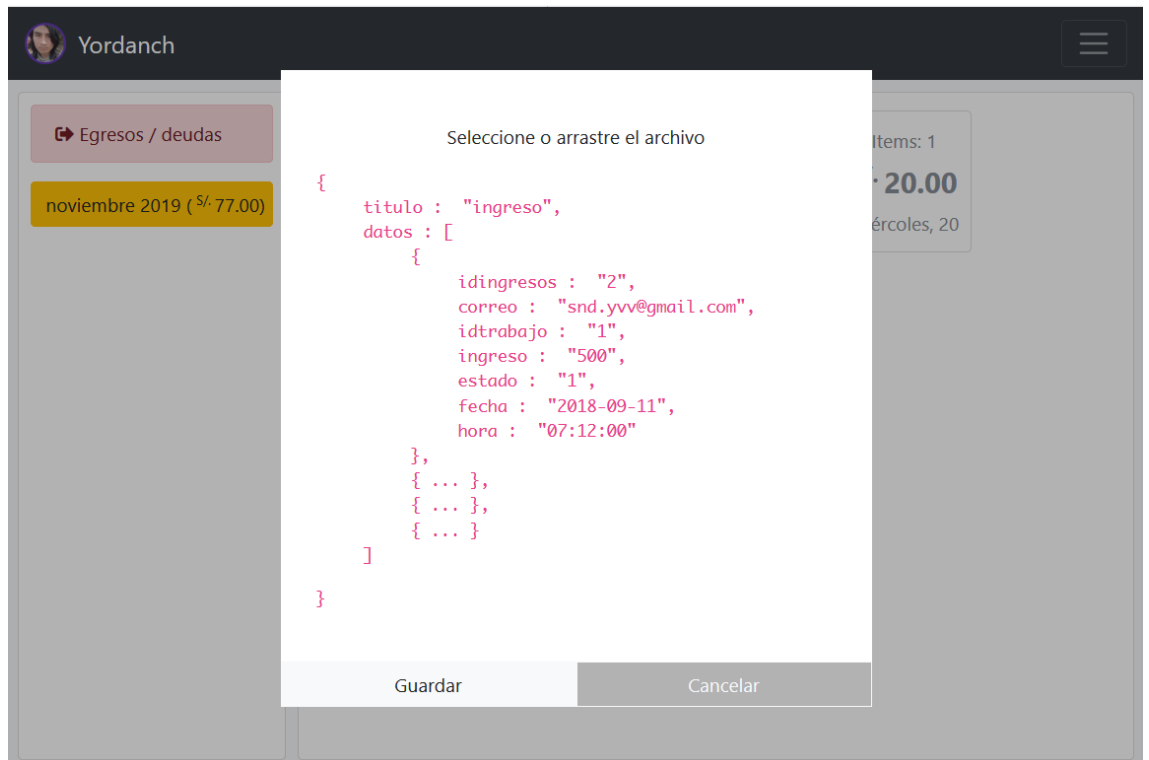 Yordanch
Egresos / deudas
noviembre 2019 ( S/. 77.00)
Items: 1
20.00
ércoles, 20
Seleccione o arrastre el archivo
{
titulo : "ingreso",
datos : [
{
idingresos : "2",
correo : "snd.yvv@gmail.com",
idtrabajo : "1",
ingreso : "500",
estado : "1",
fecha : "2018-09-11",
hora : "07:12:00"
},
{ ... },
{ ... },
{ ... }
]
}
Guardar
Cancelar